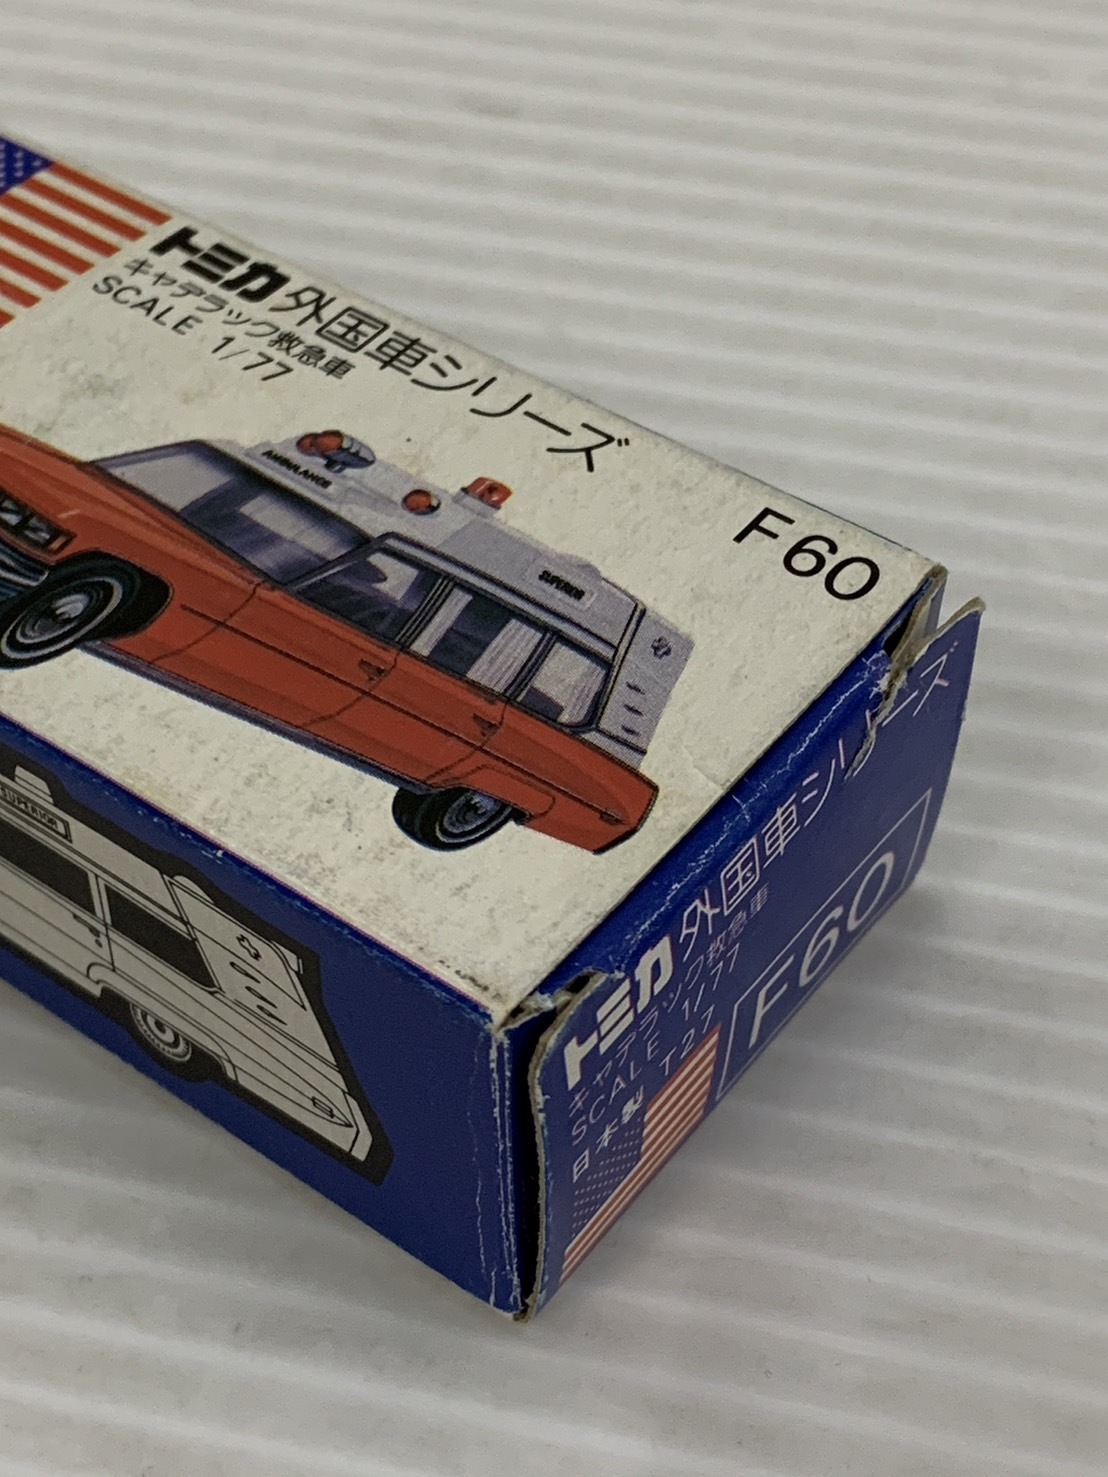 トミカ 外国車シリーズ
キャデラック救急車
SCALE 1/77
F60
AMBULANCE
SUPERIOR
SUPERIOR
トミカ 外国車シリーズ
キャデラック救急車
SCALE 1/77
日本製 T27
F60